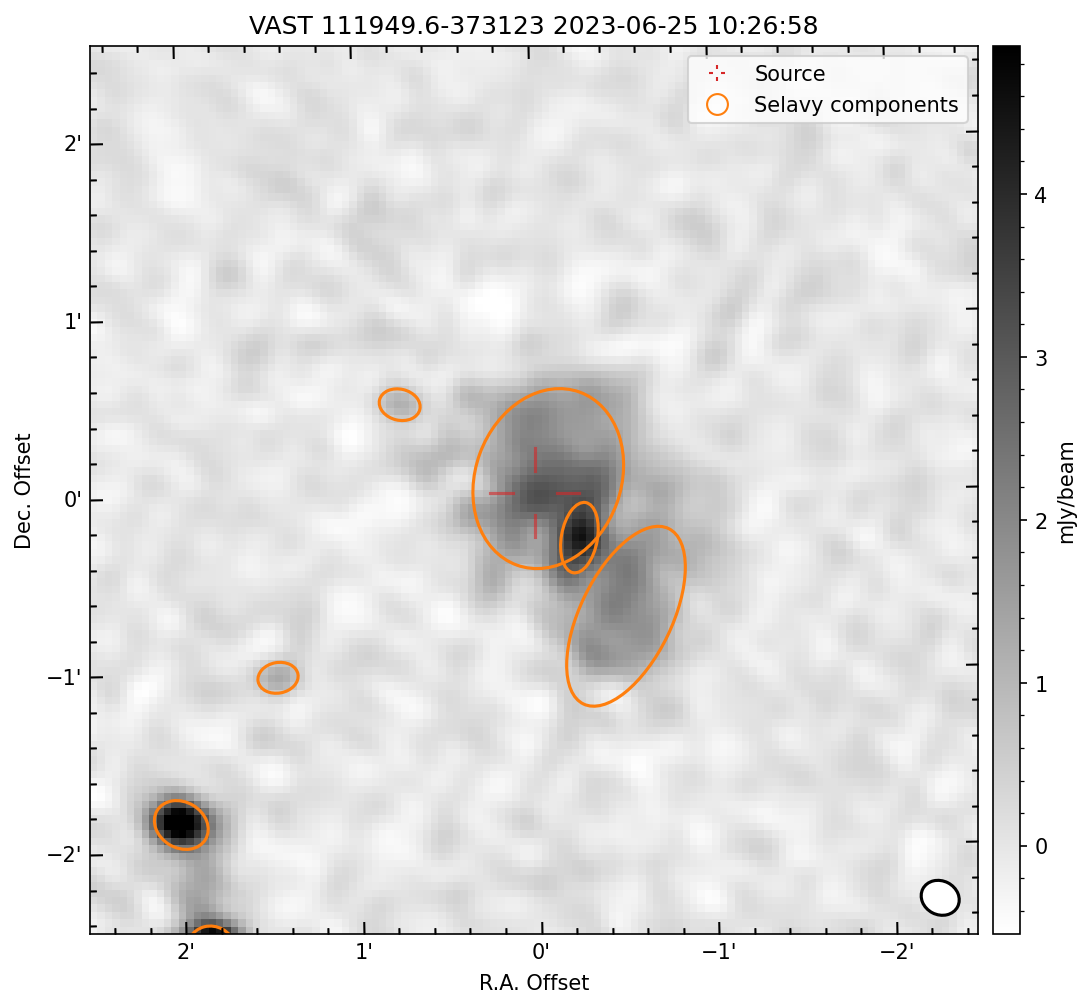 VAST 111949.6-373123 2023-06-25 10:26:58
Source
Selavy components
2'
1'
0'
−1'
−2'
Dec. Offset
2'
1'
0'
−1'
−2'
R.A. Offset
4
3
2
1
0
mJy/beam